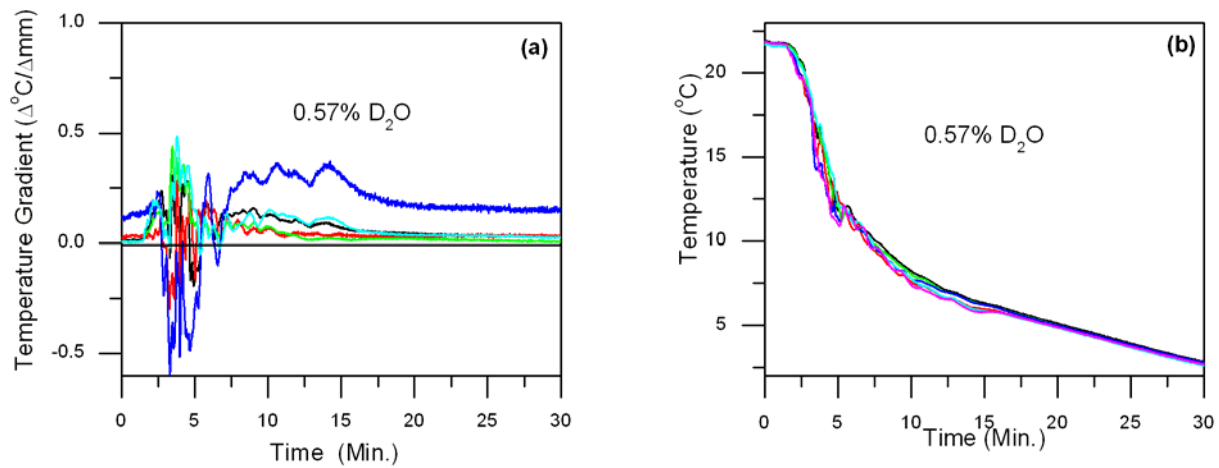 1.0
0.5
0.0
-0.5
Temperature Gradient (Δ°C/Δmm)
(a)
0.57% D₂O
0 5 10 15 20 25 30
Time (Min.)
20
15
10
5
Temperature (°C)
(b)
0.57% D₂O
0 5 10 15 20 25 30
Time (Min.)